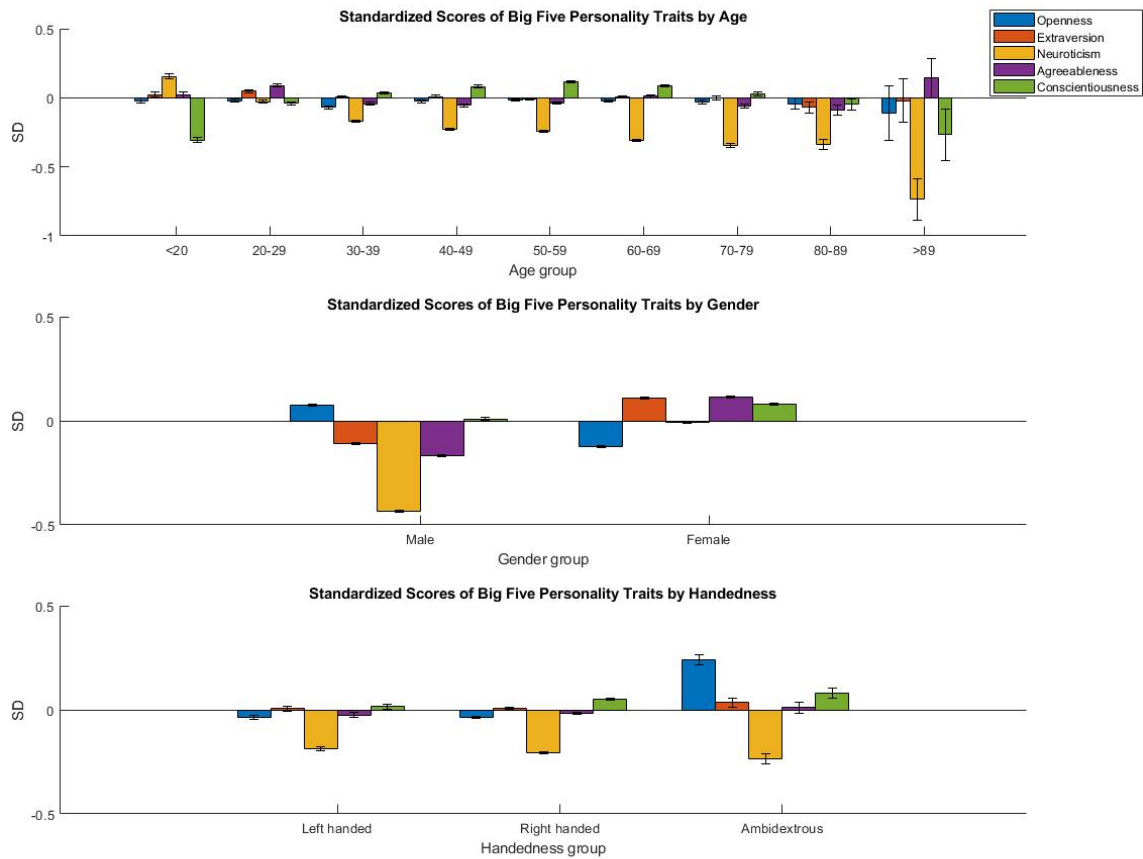 Standardized Scores of Big Five Personality Traits by Age
Openness
Extraversion
Neuroticism
Agreeableness
Conscientiousness
0.5
0
-0.5
-1
SD
<20 20-29 30-39 40-49 50-59 60-69 70-79 80-89 >89
Age group
Standardized Scores of Big Five Personality Traits by Gender
0.5
0
-0.5
SD
Male Female
Gender group
Standardized Scores of Big Five Personality Traits by Handedness
0.5
0
-0.5
SD
Left handed Right handed Ambidextrous
Handedness group